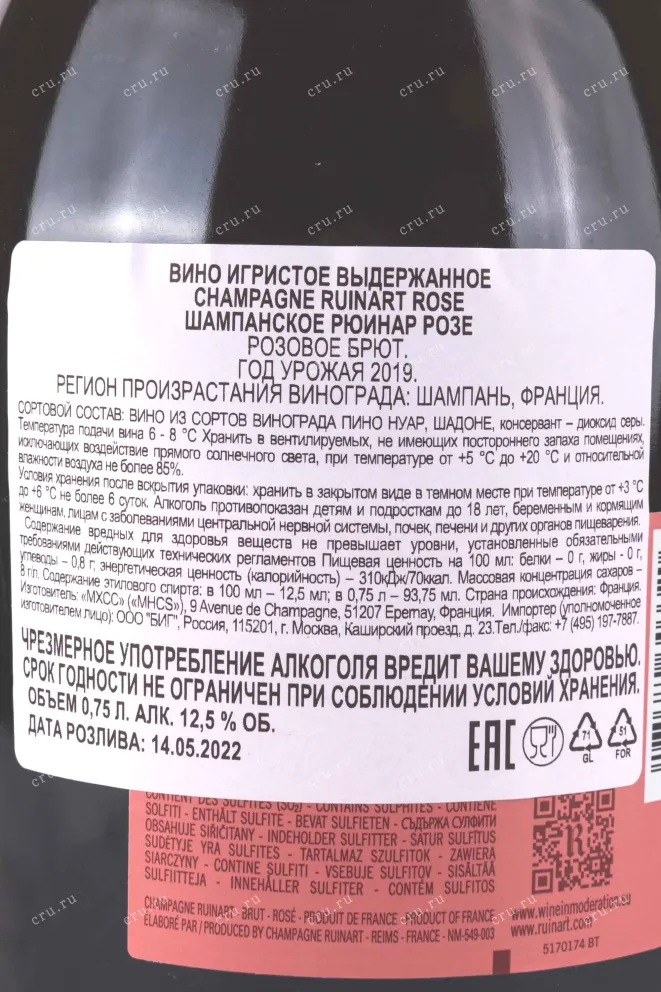 ВИНО ИГРИСТОЕ ВЫДЕРЖАННОЕ
CHAMPAGNE RUINART ROSE
ШАМПАНСКОЕ РЮИНАР РОЗЕ
РОЗОВОЕ БРЮТ.
ГОД УРОЖАЯ 2019.
РЕГИОН ПРОИЗРАСТАНИЯ ВИНОГРАДА: ШАМПАНЬ, ФРАНЦИЯ.
СОРТОВОЙ СОСТАВ: ВИНО ИЗ СОРТОВ ВИНОГРАДА ПИНО НУАР, ШАДОНЕ, консервант – диоксид серы.
Температура подачи вина 6 - 8 °С Хранить в вентилируемых, не имеющих постороннего запаха помещениях,
исключающих воздействие прямого солнечного света, при температуре от +5 °С до +20 °С и относительной
влажности воздуха не более 85%.
Условия хранения после вскрытия упаковки: хранить в закрытом виде в темном месте при температуре от +3 °С
до +6 °С не более 6 суток. Алкоголь противопоказан детям и подросткам до 18 лет, беременным и кормящим
женщинам, лицам с заболеваниями центральной нервной системы, почек, печени и других органов пищеварения.
Содержание вредных для здоровья веществ не превышает уровни, установленные обязательными
требованиями действующих технических регламентов Пищевая ценность на 100 мл: белки – 0 г, жиры - 0 г,
углеводы – 0,8 г; энергетическая ценность (калорийность) – 310кДж/70ккал. Массовая концентрация сахаров –
8 г/л. Содержание этилового спирта: в 100 мл – 12,5 мл; в 0,75 л – 93,75 мл. Страна происхождения: Франция.
Изготовитель: «МХСС» («MHCS»), 9 Avenue de Champagne, 51207 Epernay, Франция. Импортер (уполномоченное
изготовителем лицо): ООО "БИГ", Россия, 115201, г. Москва, Каширский проезд, д. 23.Тел./факс: +7 (495) 197-7887.
ЧРЕЗМЕРНОЕ УПОТРЕБЛЕНИЕ АЛКОГОЛЯ ВРЕДИТ ВАШЕМУ ЗДОРОВЬЮ.
СРОК ГОДНОСТИ НЕ ОГРАНИЧЕН ПРИ СОБЛЮДЕНИИ УСЛОВИЙ ХРАНЕНИЯ.
ОБЪЕМ 0,75 Л. АЛК. 12,5 % ОБ.
ДАТА РОЗЛИВА: 14.05.2022
EAC
71
GL
51
FOR
CONTIENT DES SULFITES (SO₂) - CONTAINS SULPHITES - CONTIENE
SOLFITI - ENTHÄLT SULFITE - BEVAT SULFIETEN - СЪДЪРЖА СУЛФИТИ
OBSAHUJE SIŘIČITANY - INDEHOLDER SULFITTER - SATUR SULFĪTUS
SUDĖTYJE YRA SULFITES - TARTALMAZ SZULFITOK - ZAWIERA
SIARCZYNY - CONTINE SULFITI - VSEBUJE SULFITOV - SISÄLTÄÄ
SULFIITTEJA - INNEHÅLLER SULFITER - CONTÉM SULFITOS
CHAMPAGNE RUINART - BRUT - ROSÉ - PRODUIT DE FRANCE - PRODUCT OF FRANCE
ÉLABORÉ PAR / PRODUCED BY CHAMPAGNE RUINART - REIMS - FRANCE - NM-549-003
R
www.wineinmoderation.eu
www.ruinart.com
5170174 BT
cru.ru